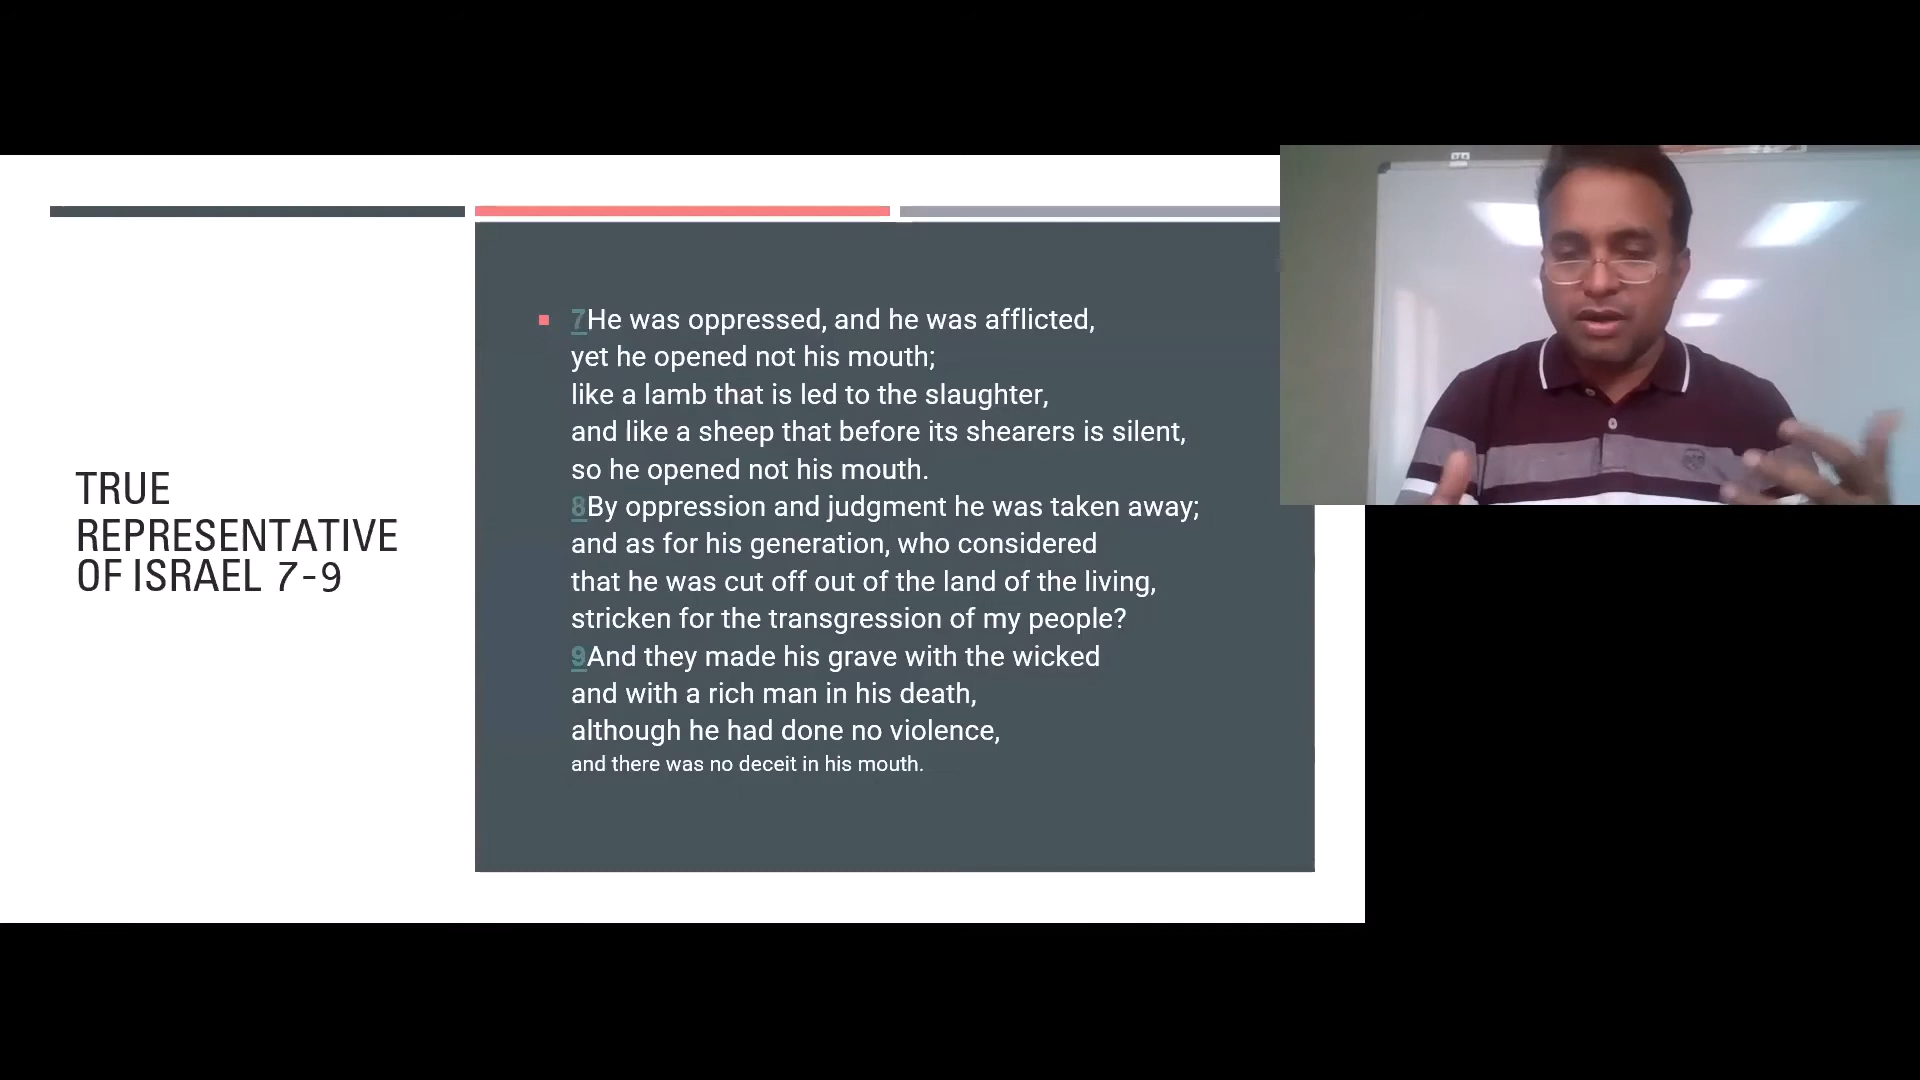 TRUE
REPRESENTATIVE
OF ISRAEL 7-9
7He was oppressed, and he was afflicted,
yet he opened not his mouth;
like a lamb that is led to the slaughter,
and like a sheep that before its shearers is silent,
so he opened not his mouth.
8By oppression and judgment he was taken away;
and as for his generation, who considered
that he was cut off out of the land of the living,
stricken for the transgression of my people?
9And they made his grave with the wicked
and with a rich man in his death,
although he had done no violence,
and there was no deceit in his mouth.